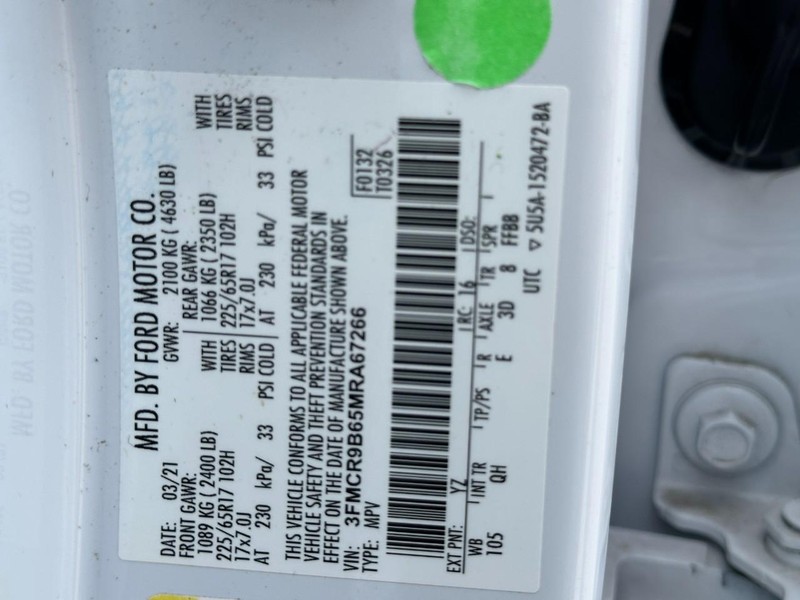 MFD. BY FORD MOTOR CO.
DATE: 03/21 GVWR: 2100 KG ( 4630 LB)
FRONT GAWR: REAR GAWR:
1089 KG ( 2400 LB) WITH 1066 KG ( 2350 LB) WITH
225/65R17 102H TIRES 225/65R17 102H TIRES
17x7.0J RIMS 17x7.0J RIMS
AT 230 kPa/ 33 PSI COLD AT 230 kPa/ 33 PSI COLD
THIS VEHICLE CONFORMS TO ALL APPLICABLE FEDERAL MOTOR
VEHICLE SAFETY AND THEFT PREVENTION STANDARDS IN
EFFECT ON THE DATE OF MANUFACTURE SHOWN ABOVE.
VIN: 3FMCR9B65MRA67266 F0132
TYPE: MPV T0326
EXT PNT: YZ RC: 16 DSO:
WB INT TR TP/PS R AXLE TR SPR
105 QH E 3D 8 FFBB
UTC ▽ 5U5A-1520472-BA